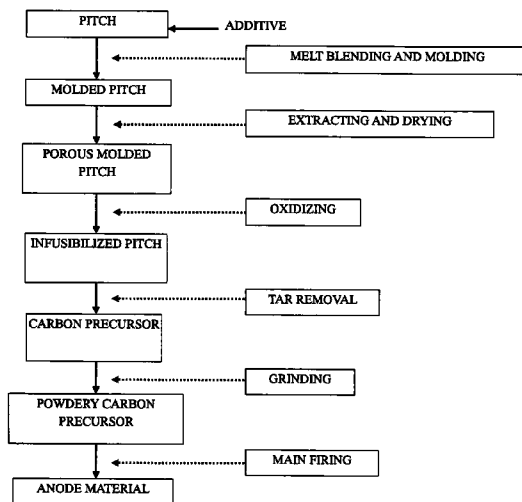 PITCH
ADDITIVE
MELT BLENDING AND MOLDING
MOLDED PITCH
EXTRACTING AND DRYING
POROUS MOLDED
PITCH
OXIDIZING
INFUSIBILIZED PITCH
TAR REMOVAL
CARBON PRECURSOR
GRINDING
POWDERY CARBON
PRECURSOR
MAIN FIRING
ANODE MATERIAL